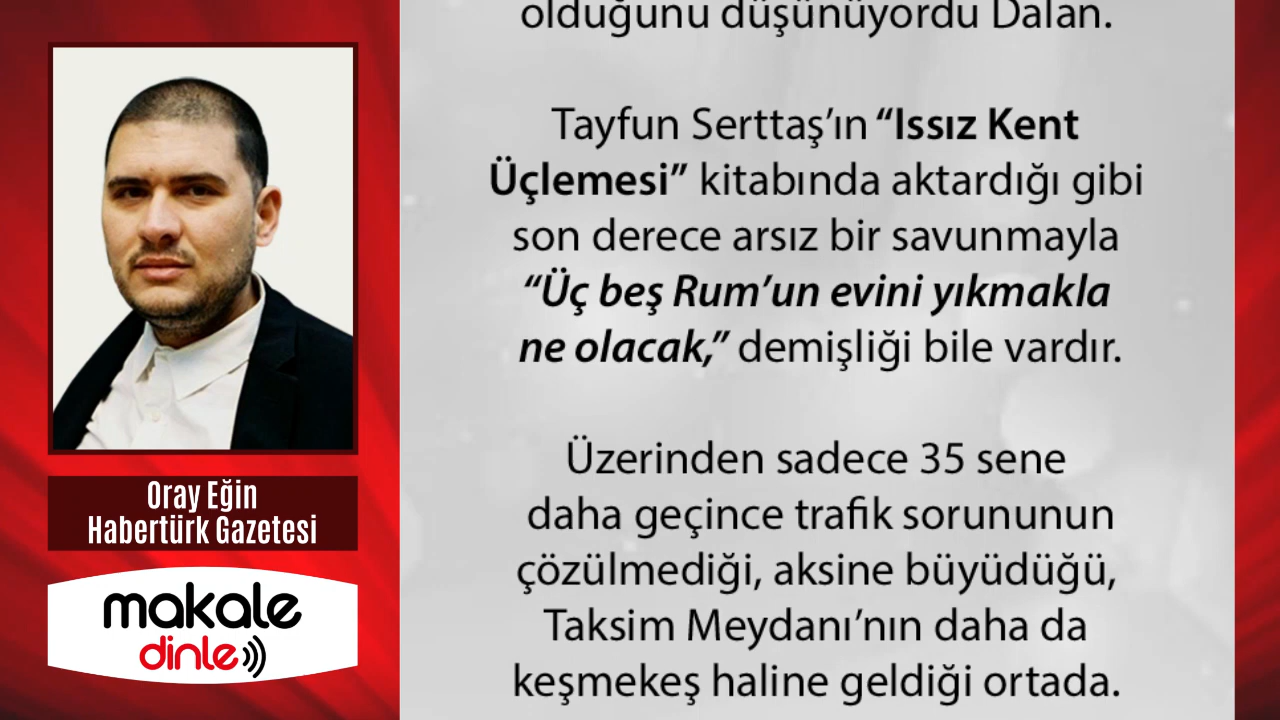 olduğunu düşünüyordu Dalan.
Tayfun Serttaş’ın “Issız Kent
Üçlemesi” kitabında aktardığı gibi
son derece arsız bir savunmayla
“Üç beş Rum’un evini yıkmakla
ne olacak,” demişliği bile vardır.
Üzerinden sadece 35 sene
daha geçince trafik sorununun
çözülmediği, aksine büyüdüğü,
Taksim Meydanı’nın daha da
keşmekeş haline geldiği ortada.
Oray Eğin
Habertürk Gazetesi
makale
dinle